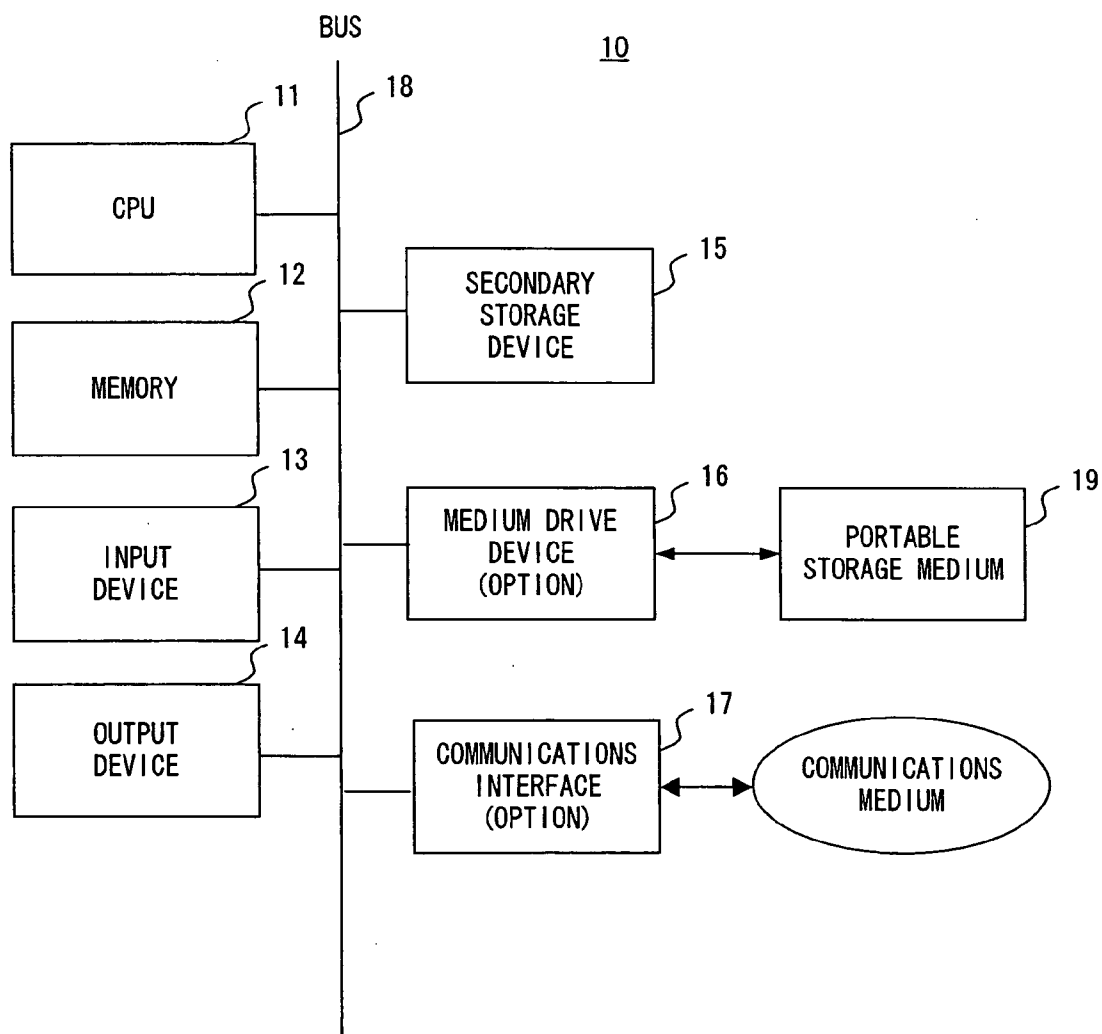 BUS
10
18
11
CPU
12
MEMORY
13
INPUT
DEVICE
14
OUTPUT
DEVICE
15
SECONDARY
STORAGE
DEVICE
16
MEDIUM DRIVE
DEVICE
(OPTION)
19
PORTABLE
STORAGE MEDIUM
17
COMMUNICATIONS
INTERFACE
(OPTION)
COMMUNICATIONS
MEDIUM